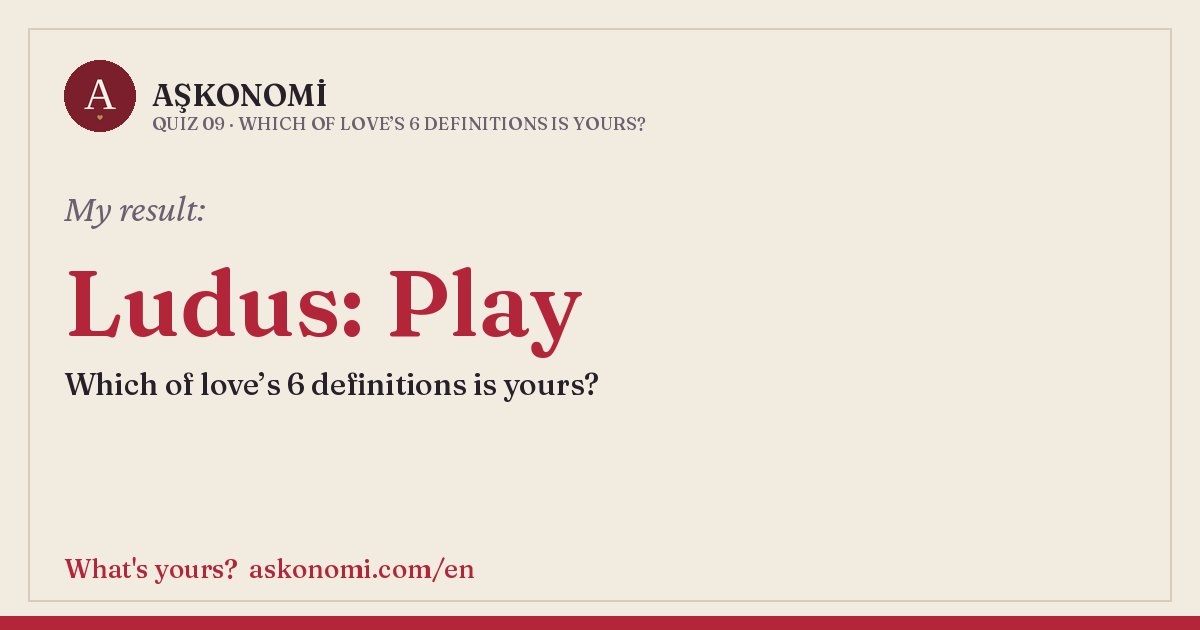 A
AŞKONOMİ
QUIZ 09 · WHICH OF LOVE’S 6 DEFINITIONS IS YOURS?
My result:
Ludus: Play
Which of love’s 6 definitions is yours?
What's yours? askonomi.com/en